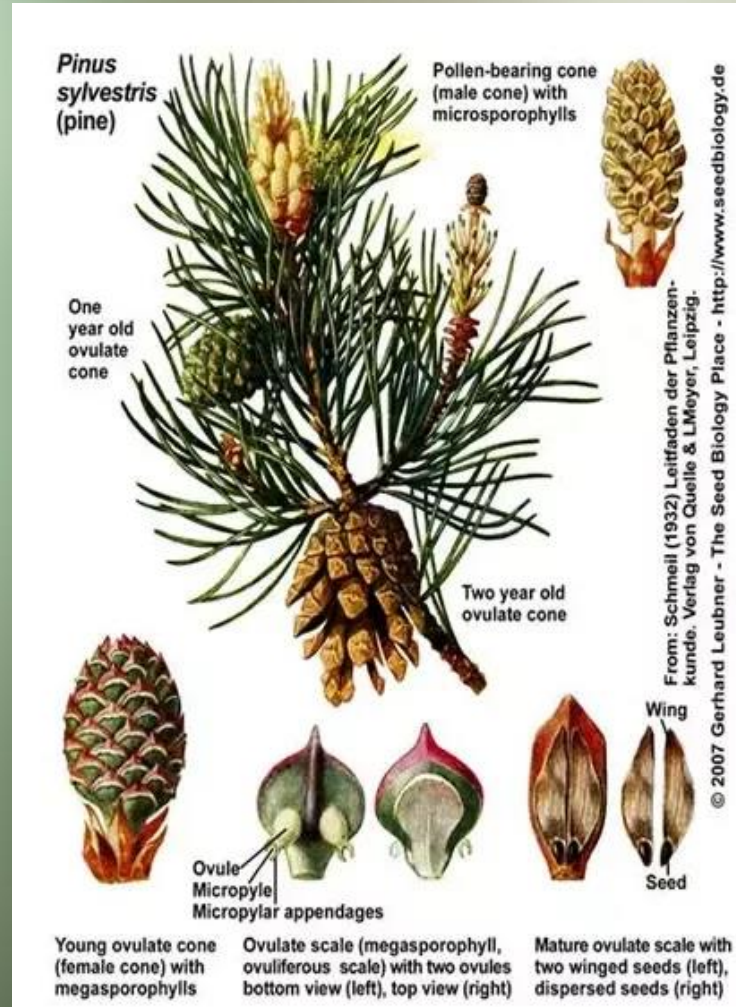 Pinus
sylvestris
(pine)
Pollen-bearing cone
(male cone) with
microsporophylls
One
year old
ovulate
cone
Two year old
ovulate cone
From: Schmeil (1932) Leitfaden der Pflanzen-
kunde. Verlag von Quelle & LMeyer, Leipzig.
© 2007 Gerhard Leubner - The Seed Biology Place - http://www.seedbiology.de
Wing
Seed
Ovule
Micropyle
Micropylar appendages
Young ovulate cone
(female cone) with
megasporophylls
Ovulate scale (megasporophyll,
ovuliferous scale) with two ovules
bottom view (left), top view (right)
Mature ovulate scale with
two winged seeds (left),
dispersed seeds (right)